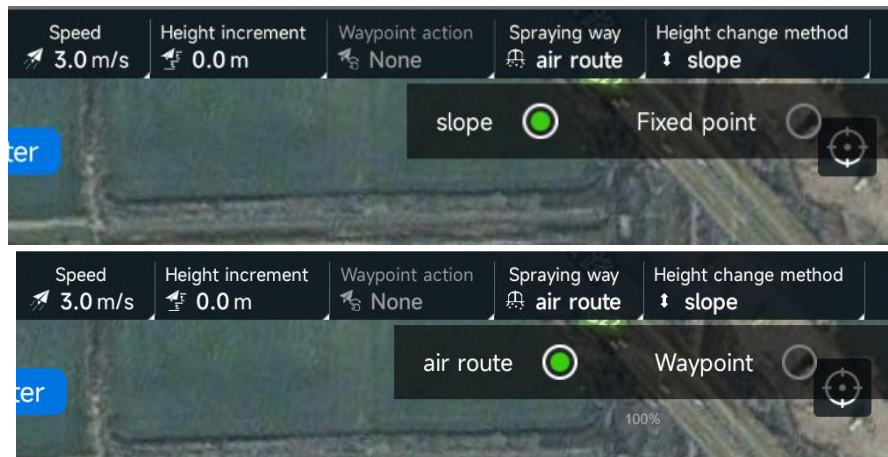 Speed Height increment Waypoint action Spraying way Height change method
3.0 m/s 0.0 m None air route slope
slope Fixed point
ter
Speed Height increment Waypoint action Spraying way Height change method
3.0 m/s 0.0 m None air route slope
air route Waypoint
ter
100%